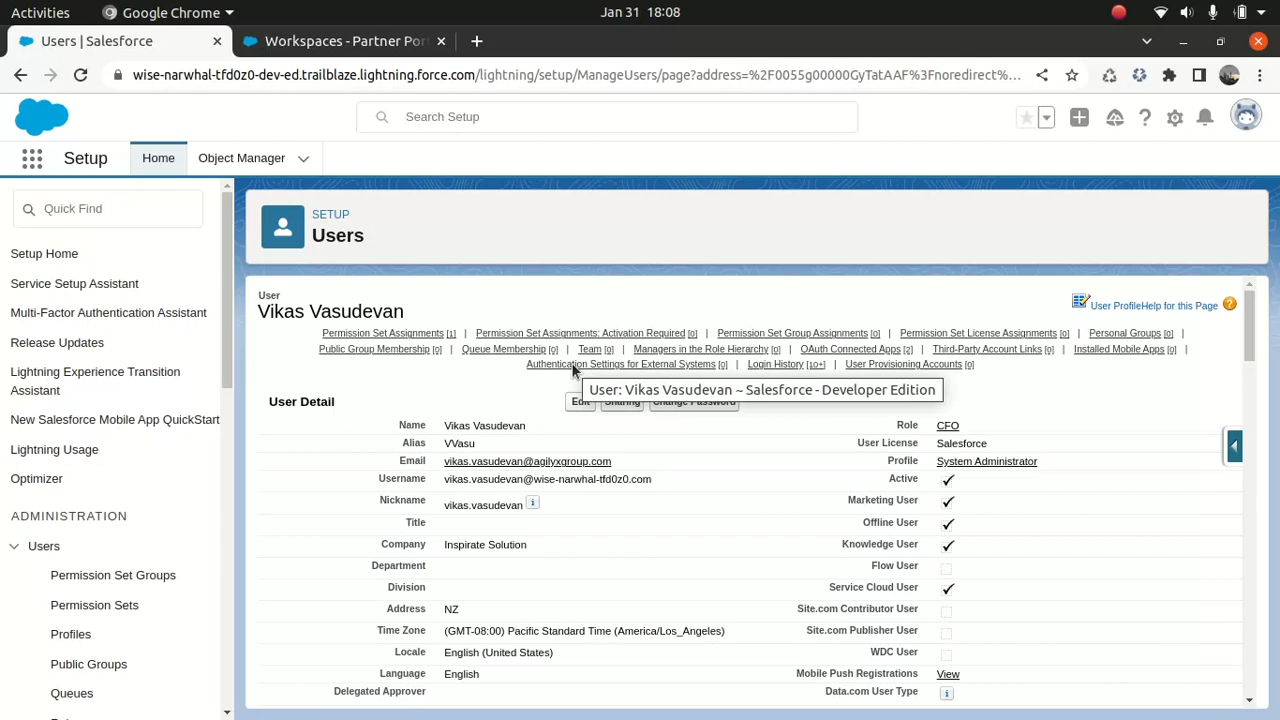 Activities Google Chrome Jan 31 18:08
Users | Salesforce Workspaces - Partner Por
wise-narwhal-tfd0z0-dev-ed.trailblaze.lightning.force.com/lightning/setup/ManageUsers/page?address=%2F0055g00000GyTatAAF%3Fnoredirect%...
Search Setup
Setup Home Object Manager
Quick Find
Setup Home
Service Setup Assistant
Multi-Factor Authentication Assistant
Release Updates
Lightning Experience Transition
Assistant
New Salesforce Mobile App QuickStart
Lightning Usage
Optimizer
ADMINISTRATION
Users
Permission Set Groups
Permission Sets
Profiles
Public Groups
Queues
SETUP
Users
User
Vikas Vasudevan
User Profile Help for this Page
Permission Set Assignments [1] | Permission Set Assignments: Activation Required [0] | Permission Set Group Assignments [0] | Permission Set License Assignments [0] | Personal Groups [0] |
Public Group Membership [0] | Queue Membership [0] | Team [0] | Managers in the Role Hierarchy [0] | OAuth Connected Apps [2] | Third-Party Account Links [0] | Installed Mobile Apps [0] |
Authentication Settings for External Systems [0] | Login History [10+] | User Provisioning Accounts [0]
User: Vikas Vasudevan ~ Salesforce - Developer Edition
User Detail Edit Sharing Change Password
Name Vikas Vasudevan Role CFO
Alias VVasu User License Salesforce
Email vikas.vasudevan@agilyxgroup.com Profile System Administrator
Username vikas.vasudevan@wise-narwhal-tfd0z0.com Active
Nickname vikas.vasudevan i Marketing User
Title Offline User
Company Inspirate Solution Knowledge User
Department Flow User
Division Service Cloud User
Address NZ Site.com Contributor User
Time Zone (GMT-08:00) Pacific Standard Time (America/Los_Angeles) Site.com Publisher User
Locale English (United States) WDC User
Language English Mobile Push Registrations View
Delegated Approver Data.com User Type i